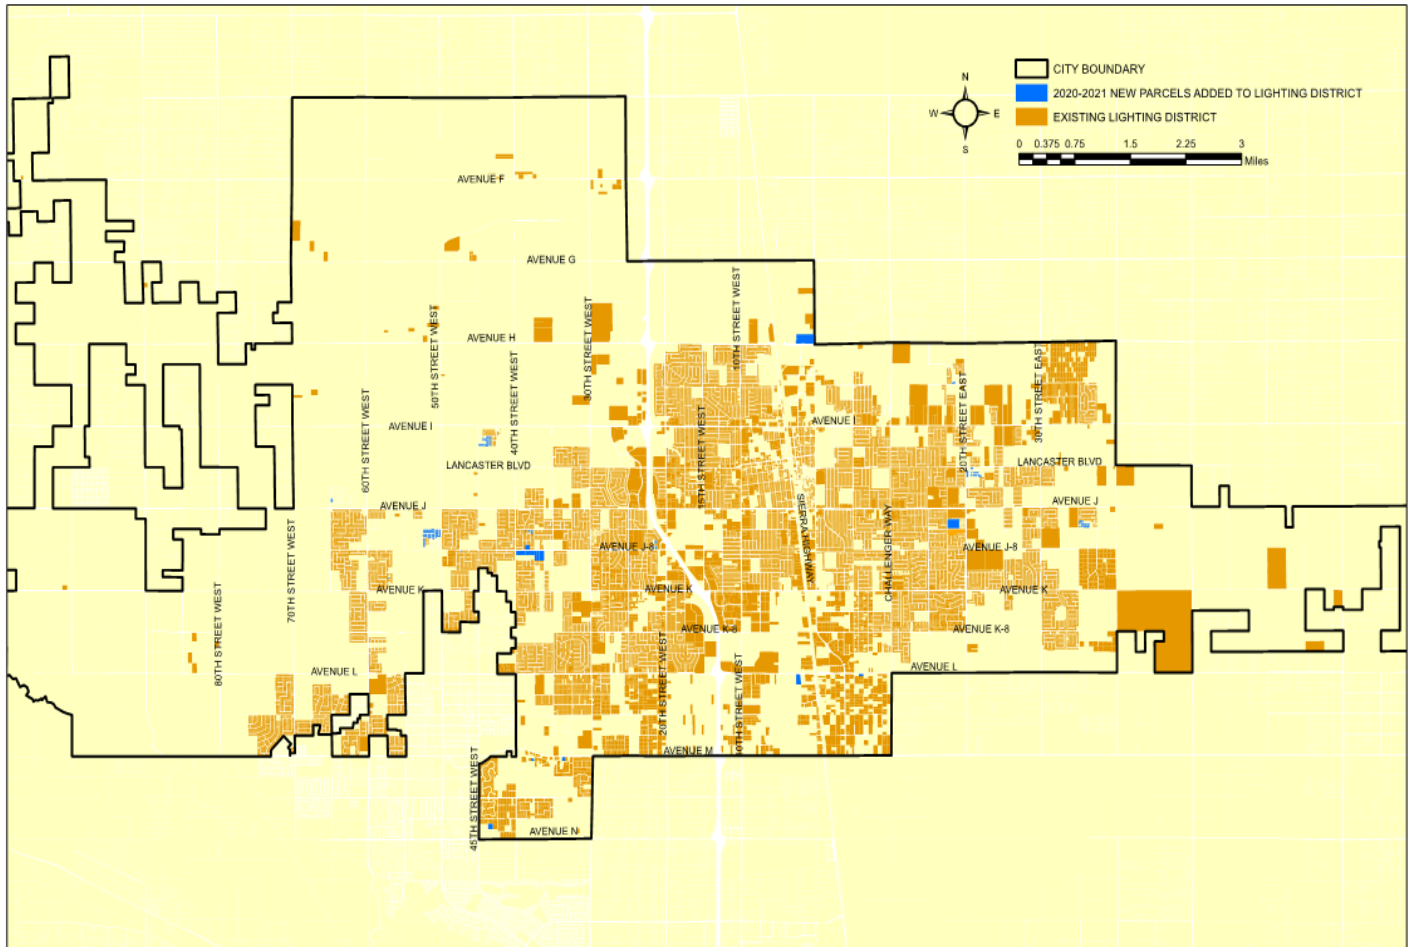 CITY BOUNDARY
N
2020-2021 NEW PARCELS ADDED TO LIGHTING DISTRICT
W
E
EXISTING LIGHTING DISTRICT
S
0 0.375 0.75 1.5 2.25 3
Miles
AVENUE F
AVENUE G
10TH STREET WEST
50TH STREET WEST
30TH STREET WEST
AVENUE H
40TH STREET WEST
60TH STREET WEST
30TH STREET EAST
20TH STREET EAST
AVENUE I
AVENUE I
15TH STREET WEST
LANCASTER BLVD
LANCASTER BLVD
AVENUE J
AVENUE J
SIERRA HIGHWAY
CHALLENGER WAY
70TH STREET WEST
AVENUE J-8
AVENUE J-8
80TH STREET WEST
AVENUE K
AVENUE K
AVENUE K
AVENUE K-8
AVENUE K-8
20TH STREET WEST
10TH STREET WEST
AVENUE L
AVENUE L
AVENUE M
45TH STREET WEST
AVENUE N